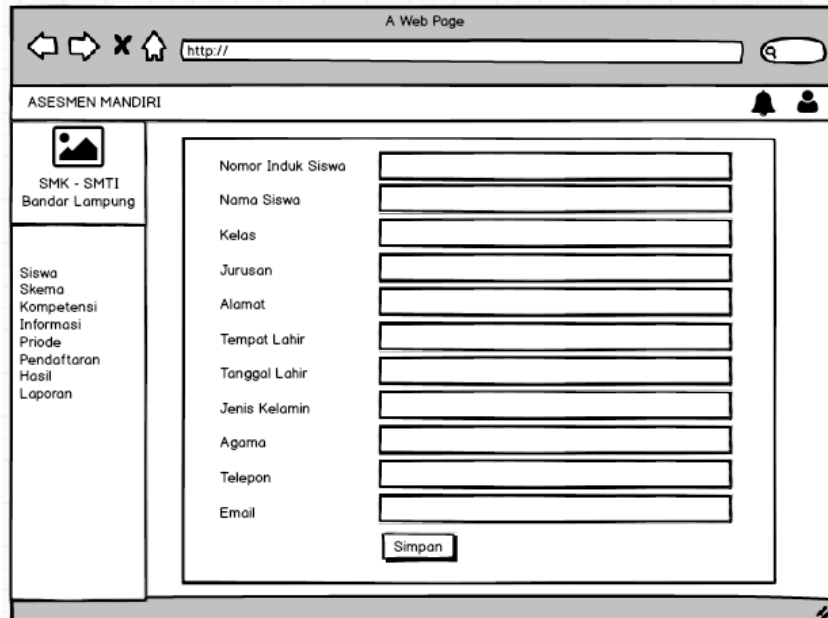 A Web Page
http://
ASESMEN MANDIRI
SMK - SMTI
Bandar Lampung
Siswa
Skema
Kompetensi
Informasi
Priode
Pendaftaran
Hasil
Laporan
Nomor Induk Siswa
Nama Siswa
Kelas
Jurusan
Alamat
Tempat Lahir
Tanggal Lahir
Jenis Kelamin
Agama
Telepon
Email
Simpan